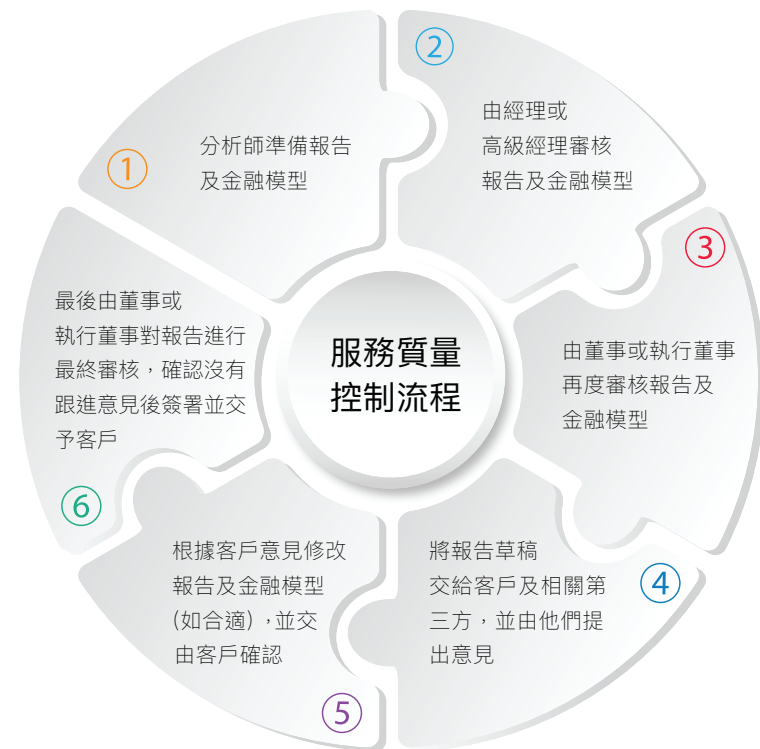 服務質量
控制流程
①
分析師準備報告
及金融模型
②
由經理或
高級經理審核
報告及金融模型
③
由董事或執行董事
再度審核報告及
金融模型
④
將報告草稿
交給客戶及相關第
三方，並由他們提
出意見
⑤
根據客戶意見修改
報告及金融模型
(如合適)，並交
由客戶確認
⑥
最後由董事或
執行董事對報告進行
最終審核，確認沒有
跟進意見後簽署並交
予客戶